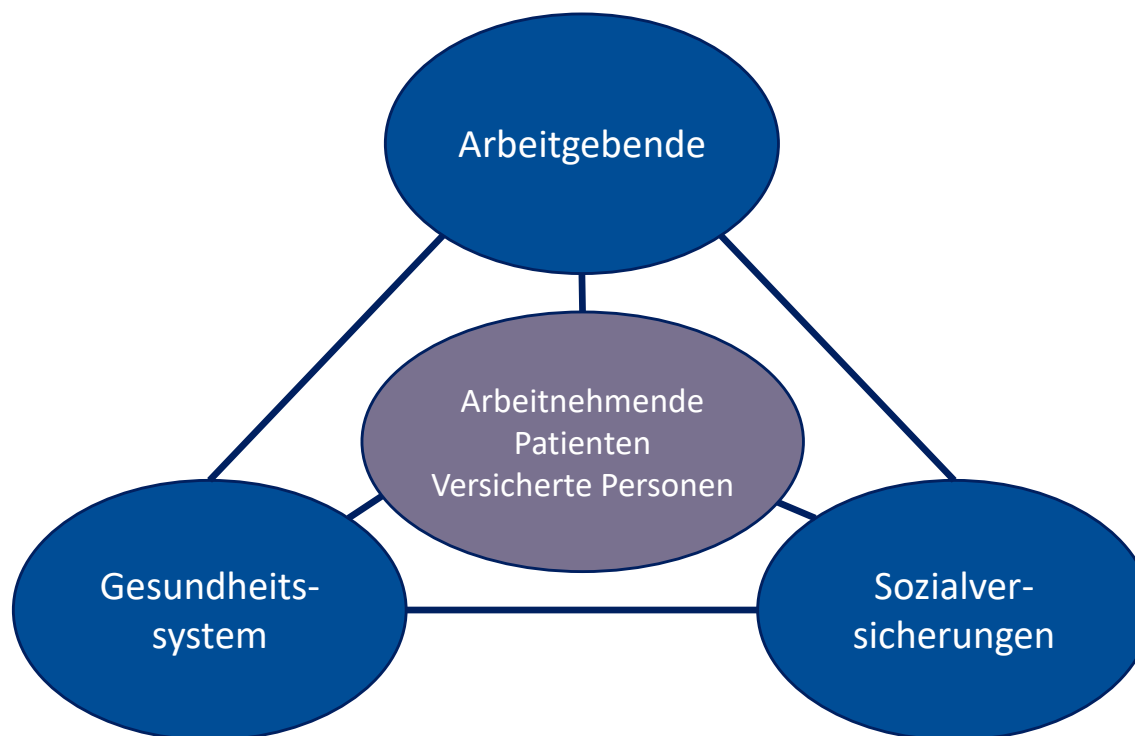 Arbeitgebende
Arbeitnehmende
Patienten
Versicherte Personen
Gesundheits-
system
Sozialver-
sicherungen